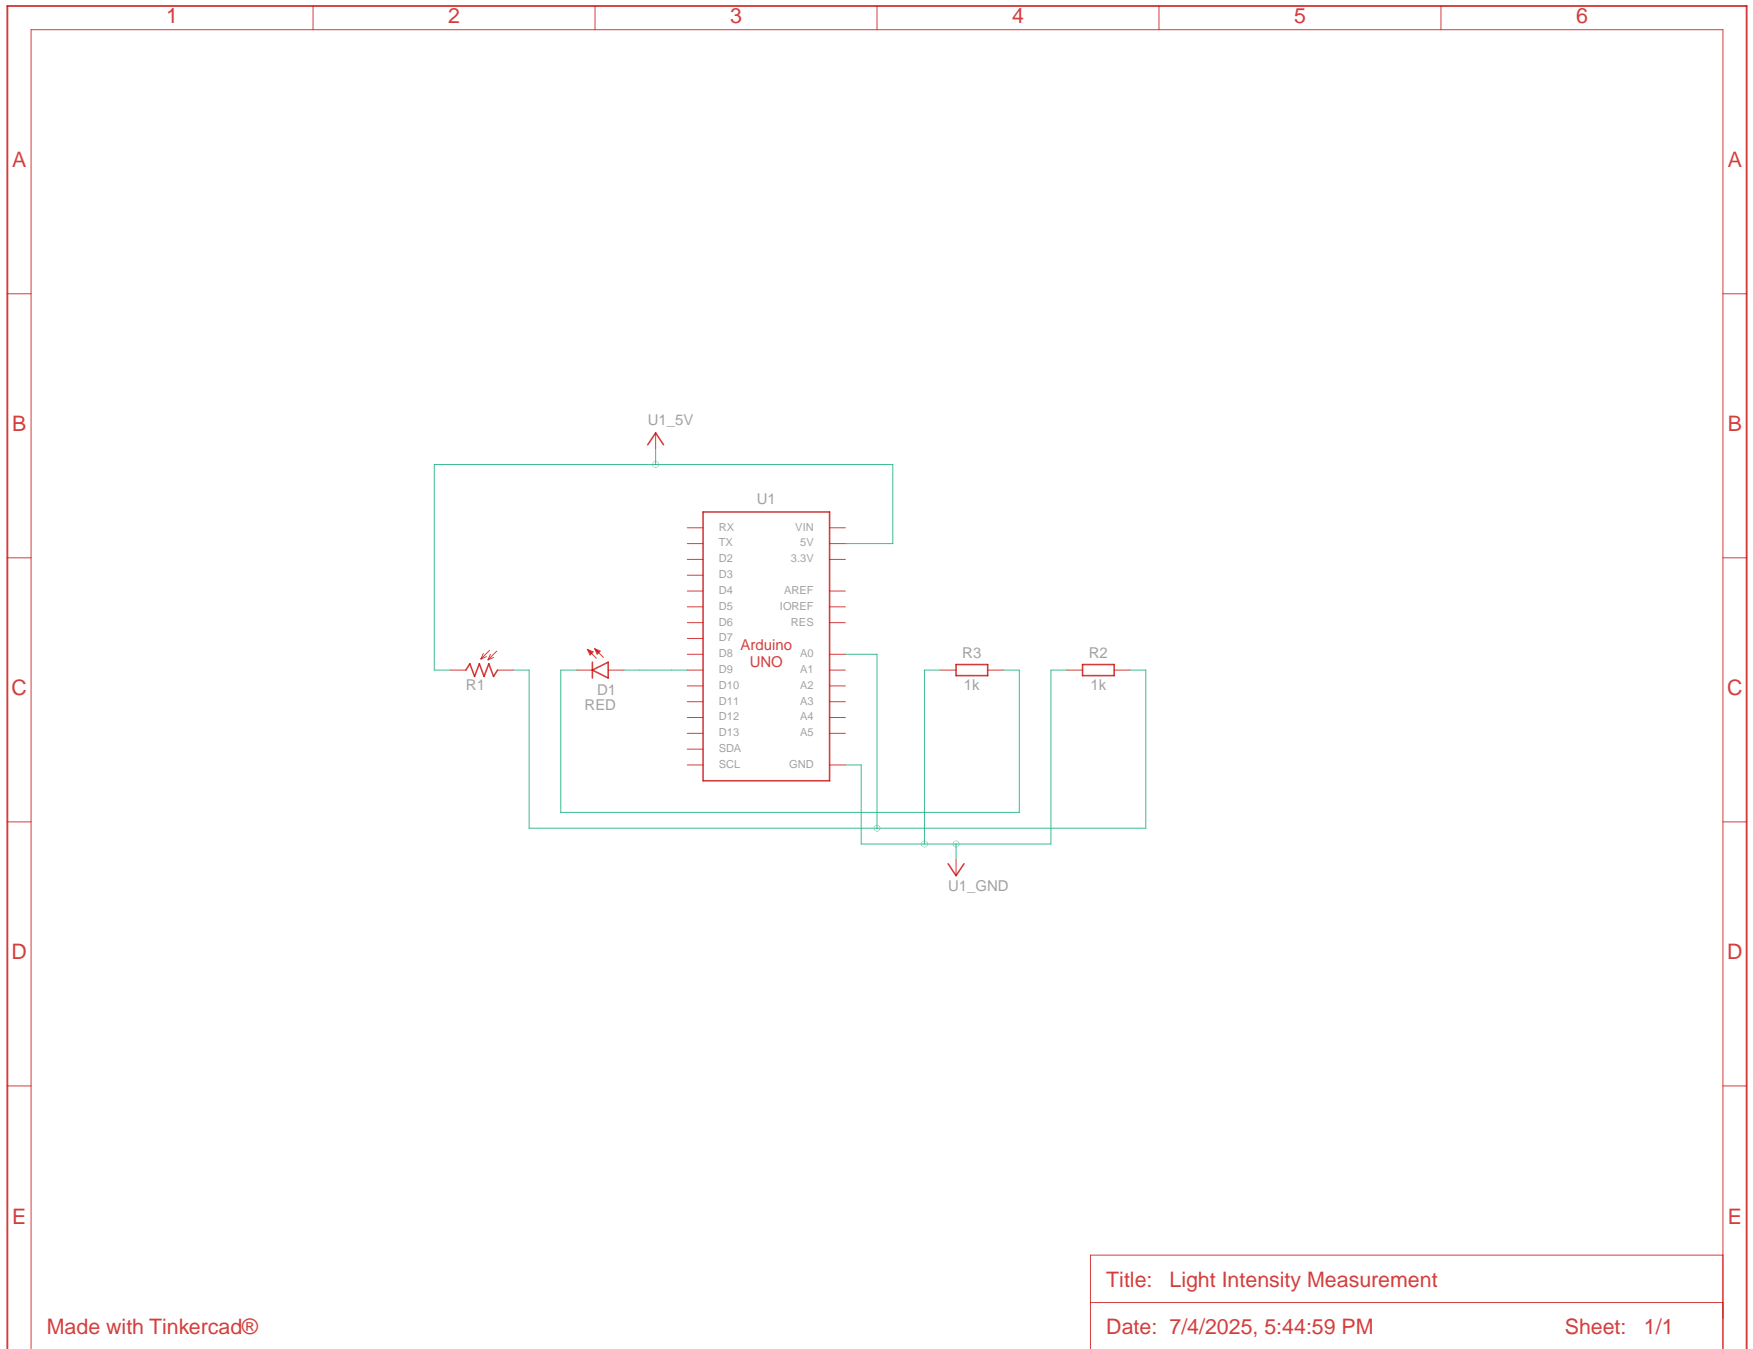 1 2 3 4 5 6
A A
B B
U1_5V
U1
RX VIN
TX 5V
D2 3.3V
D3
D4 AREF
D5 IOREF
D6 RES
D7
Arduino
UNO
D8 A0
D9 A1
D10 A2
D11 A3
D12 A4
D13 A5
SDA
SCL GND
R3
1k
R2
1k
C C
R1
D1
RED
U1_GND
D D
E E
Title: Light Intensity Measurement
Made with Tinkercad®
Date: 7/4/2025, 5:44:59 PM Sheet: 1/1